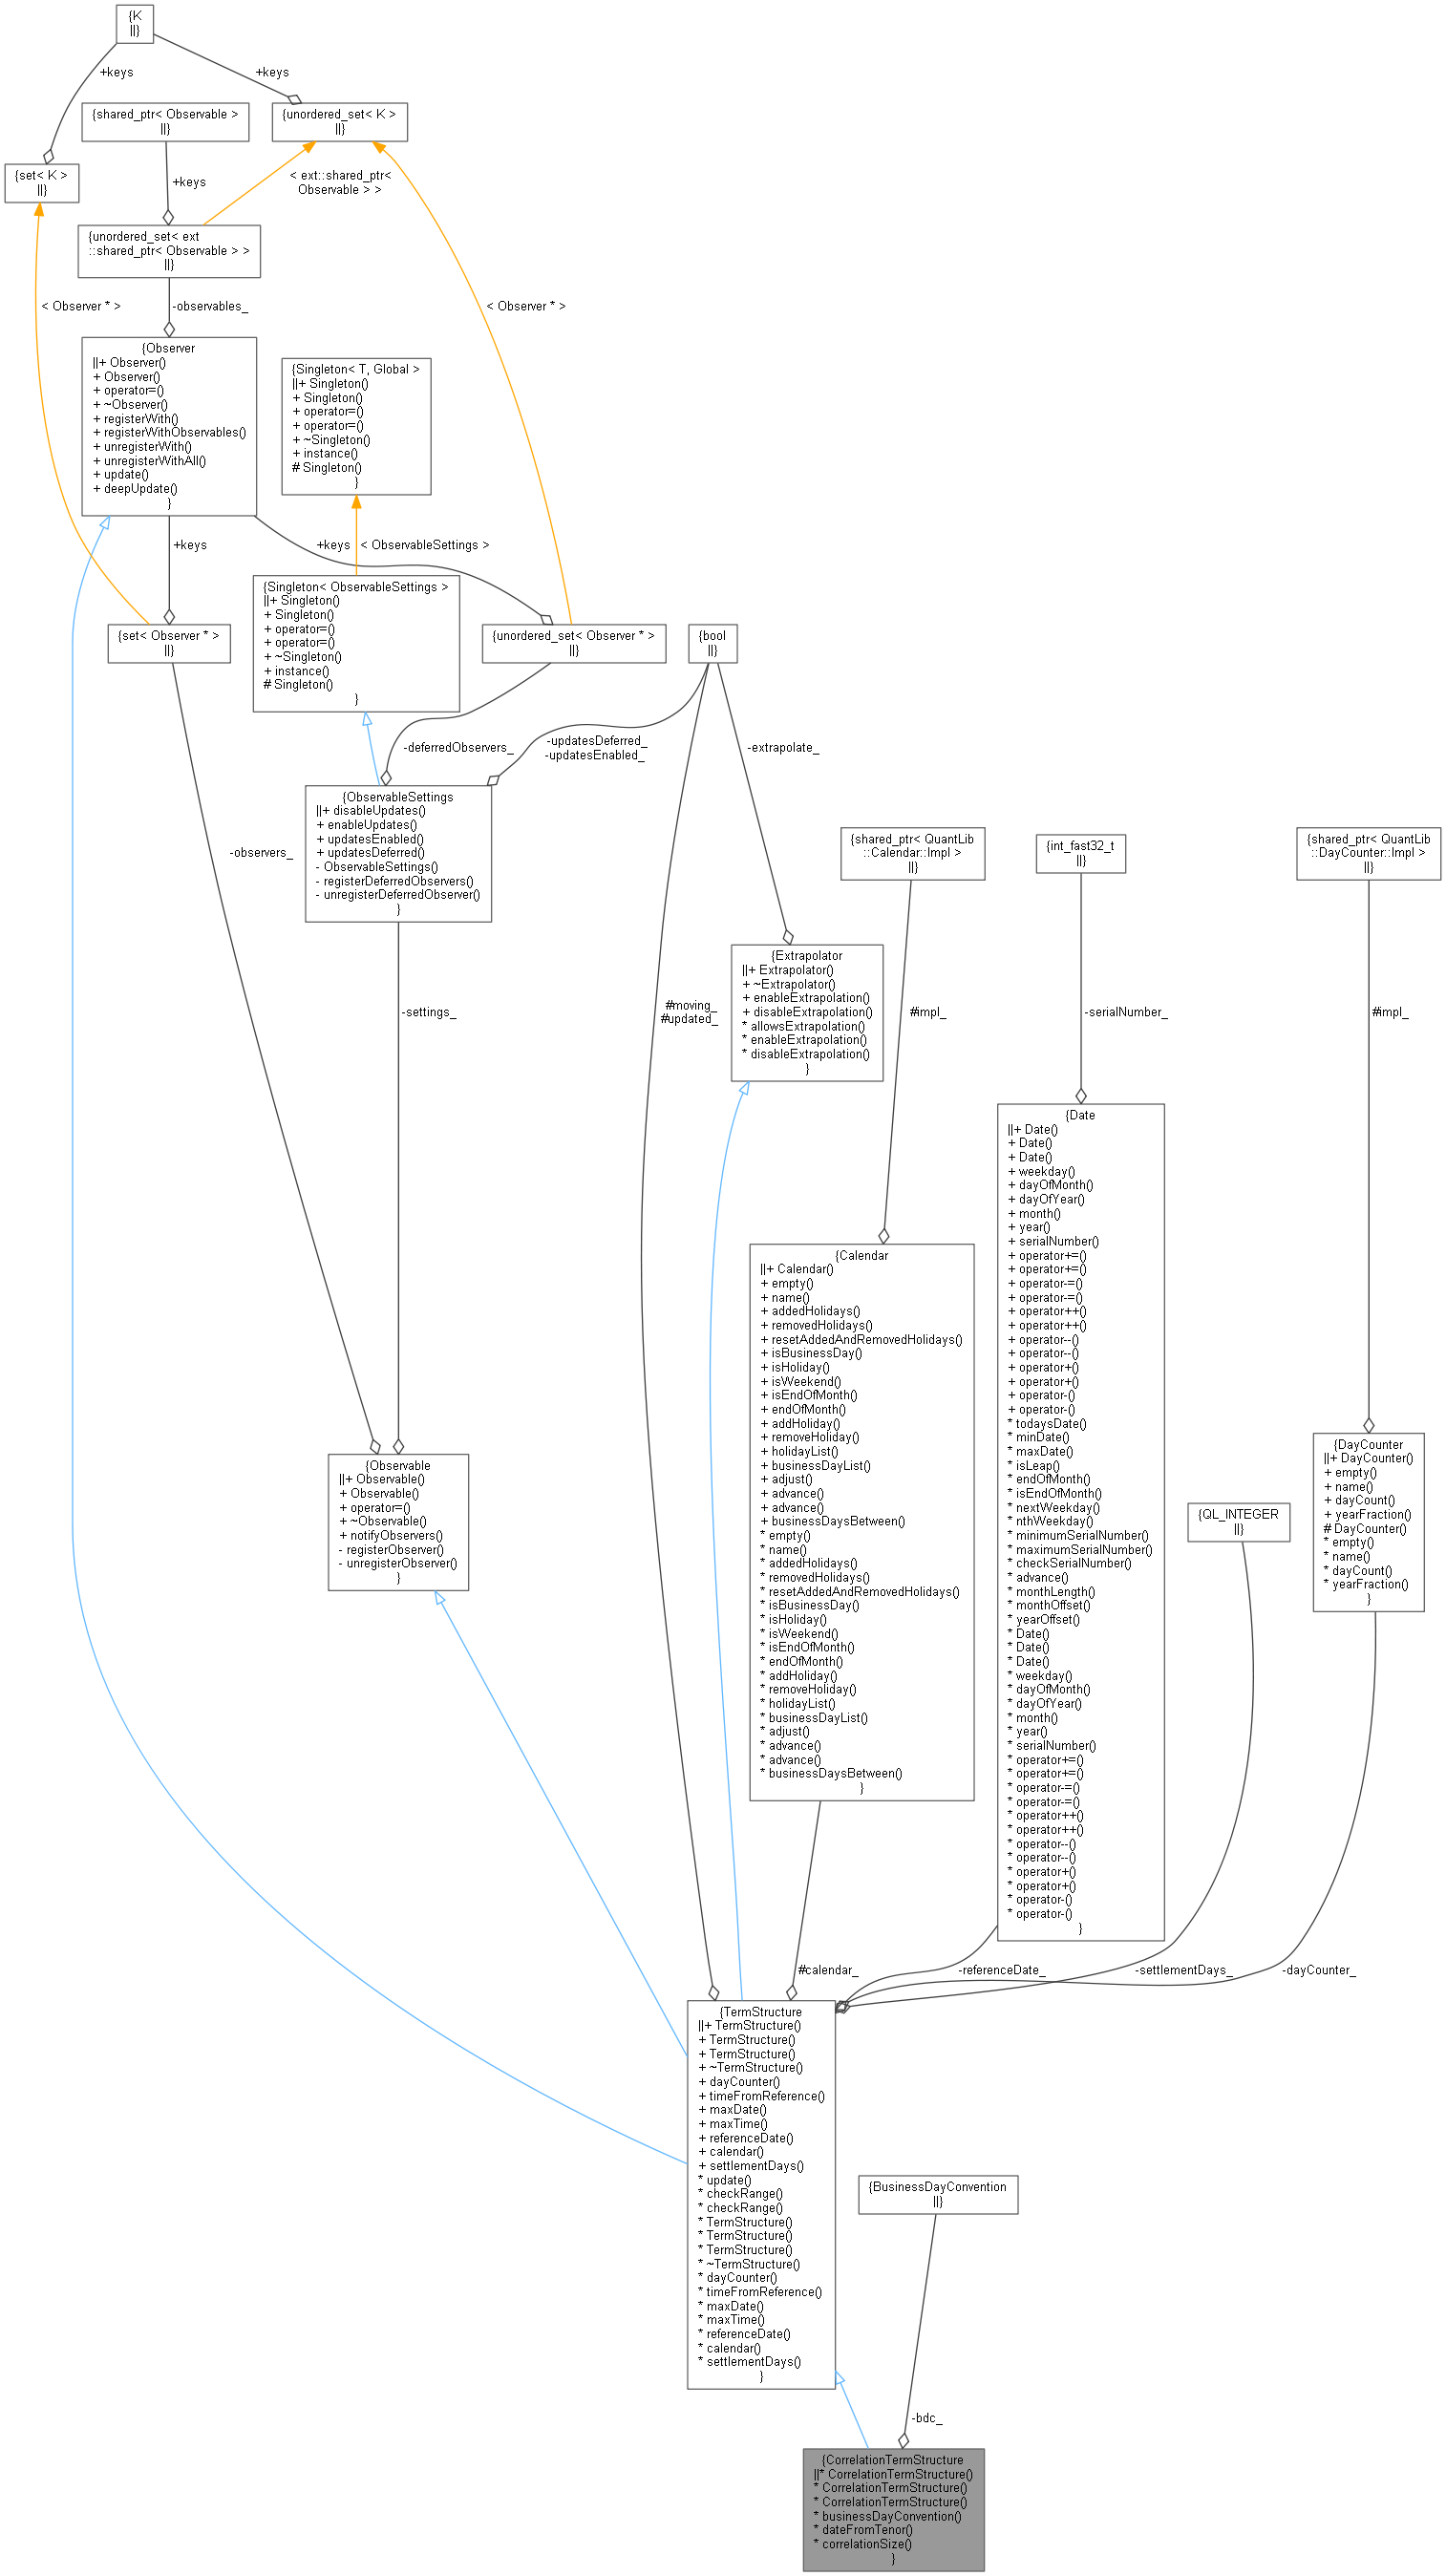 {K
||}
+keys
+keys
{shared_ptr< Observable >
||}
{unordered_set< K >
||}
{set< K >
||}
+keys
< ext::shared_ptr<
Observable > >
{unordered_set< ext
::shared_ptr< Observable > >
||}
< Observer * >
-observables_
< Observer * >
{Observer
||+ Observer()
+ Observer()
+ operator=()
+ ~Observer()
+ registerWith()
+ registerWithObservables()
+ unregisterWith()
+ unregisterWithAll()
+ update()
+ deepUpdate()
}
{Singleton< T, Global >
||+ Singleton()
+ Singleton()
+ operator=()
+ operator=()
+ ~Singleton()
+ instance()
# Singleton()
}
+keys
+keys
< ObservableSettings >
{Singleton< ObservableSettings >
||+ Singleton()
+ Singleton()
+ operator=()
+ operator=()
+ ~Singleton()
+ instance()
# Singleton()
}
{set< Observer * >
||}
{unordered_set< Observer * >
||}
{bool
||}
-deferredObservers_
-updatesDeferred_
-updatesEnabled_
-extrapolate_
{ObservableSettings
||+ disableUpdates()
+ enableUpdates()
+ updatesEnabled()
+ updatesDeferred()
- ObservableSettings()
- registerDeferredObservers()
- unregisterDeferredObserver()
}
-observers_
{shared_ptr< QuantLib
::Calendar::Impl >
||}
{int_fast32_t
||}
{shared_ptr< QuantLib
::DayCounter::Impl >
||}
{Extrapolator
||+ Extrapolator()
+ ~Extrapolator()
+ enableExtrapolation()
+ disableExtrapolation()
* allowsExtrapolation()
* enableExtrapolation()
* disableExtrapolation()
}
-settings_
#moving_
#updated_
#impl_
-serialNumber_
#impl_
{Date
||+ Date()
+ Date()
+ Date()
+ weekday()
+ dayOfMonth()
+ dayOfYear()
+ month()
+ year()
+ serialNumber()
+ operator+=()
+ operator+=()
+ operator-=()
+ operator-=()
+ operator++()
+ operator++()
+ operator--()
+ operator--()
+ operator+()
+ operator+()
+ operator-()
+ operator-()
* todaysDate()
* minDate()
* maxDate()
* isLeap()
* endOfMonth()
* isEndOfMonth()
* nextWeekday()
* nthWeekday()
* minimumSerialNumber()
* maximumSerialNumber()
* checkSerialNumber()
* advance()
* monthLength()
* monthOffset()
* yearOffset()
* Date()
* Date()
* Date()
* weekday()
* dayOfMonth()
* dayOfYear()
* month()
* year()
* serialNumber()
* operator+=()
* operator+=()
* operator-=()
* operator-=()
* operator++()
* operator++()
* operator--()
* operator--()
* operator+()
* operator+()
* operator-()
* operator-()
}
{Calendar
||+ Calendar()
+ empty()
+ name()
+ addedHolidays()
+ removedHolidays()
+ resetAddedAndRemovedHolidays()
+ isBusinessDay()
+ isHoliday()
+ isWeekend()
+ isEndOfMonth()
+ endOfMonth()
+ addHoliday()
+ removeHoliday()
+ holidayList()
+ businessDayList()
+ adjust()
+ advance()
+ advance()
+ businessDaysBetween()
* empty()
* name()
* addedHolidays()
* removedHolidays()
* resetAddedAndRemovedHolidays()
* isBusinessDay()
* isHoliday()
* isWeekend()
* isEndOfMonth()
* endOfMonth()
* addHoliday()
* removeHoliday()
* holidayList()
* businessDayList()
* adjust()
* advance()
* advance()
* businessDaysBetween()
}
{DayCounter
||+ DayCounter()
+ empty()
+ name()
+ dayCount()
+ yearFraction()
# DayCounter()
* empty()
* name()
* dayCount()
* yearFraction()
}
{Observable
||+ Observable()
+ Observable()
+ operator=()
+ ~Observable()
+ notifyObservers()
- registerObserver()
- unregisterObserver()
}
{QL_INTEGER
||}
#calendar_
-referenceDate_
-settlementDays_
-dayCounter_
{TermStructure
||+ TermStructure()
+ TermStructure()
+ TermStructure()
+ ~TermStructure()
+ dayCounter()
+ timeFromReference()
+ maxDate()
+ maxTime()
+ referenceDate()
+ calendar()
+ settlementDays()
* update()
* checkRange()
* checkRange()
* TermStructure()
* TermStructure()
* TermStructure()
* ~TermStructure()
* dayCounter()
* timeFromReference()
* maxDate()
* maxTime()
* referenceDate()
* calendar()
* settlementDays()
}
{BusinessDayConvention
||}
-bdc_
{CorrelationTermStructure
||* CorrelationTermStructure()
* CorrelationTermStructure()
* CorrelationTermStructure()
* businessDayConvention()
* dateFromTenor()
* correlationSize()
}